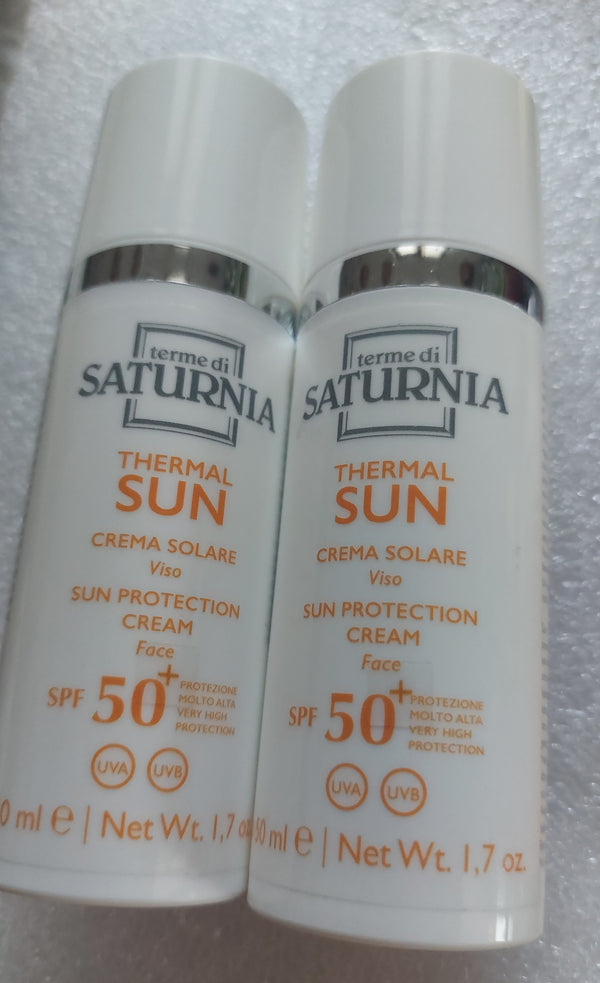 terme di
SATURNIA
THERMAL
SUN
CREMA SOLARE
Viso
SUN PROTECTION
CREAM
Face
SPF 50+
PROTEZIONE
MOLTO ALTA
VERY HIGH
PROTECTION
UVA UVB
0 ml e | Net Wt. 1,7 oz
terme di
SATURNIA
THERMAL
SUN
CREMA SOLARE
Viso
SUN PROTECTION
CREAM
Face
SPF 50+
PROTEZIONE
MOLTO ALTA
VERY HIGH
PROTECTION
UVA UVB
50 ml e | Net Wt. 1,7 oz.